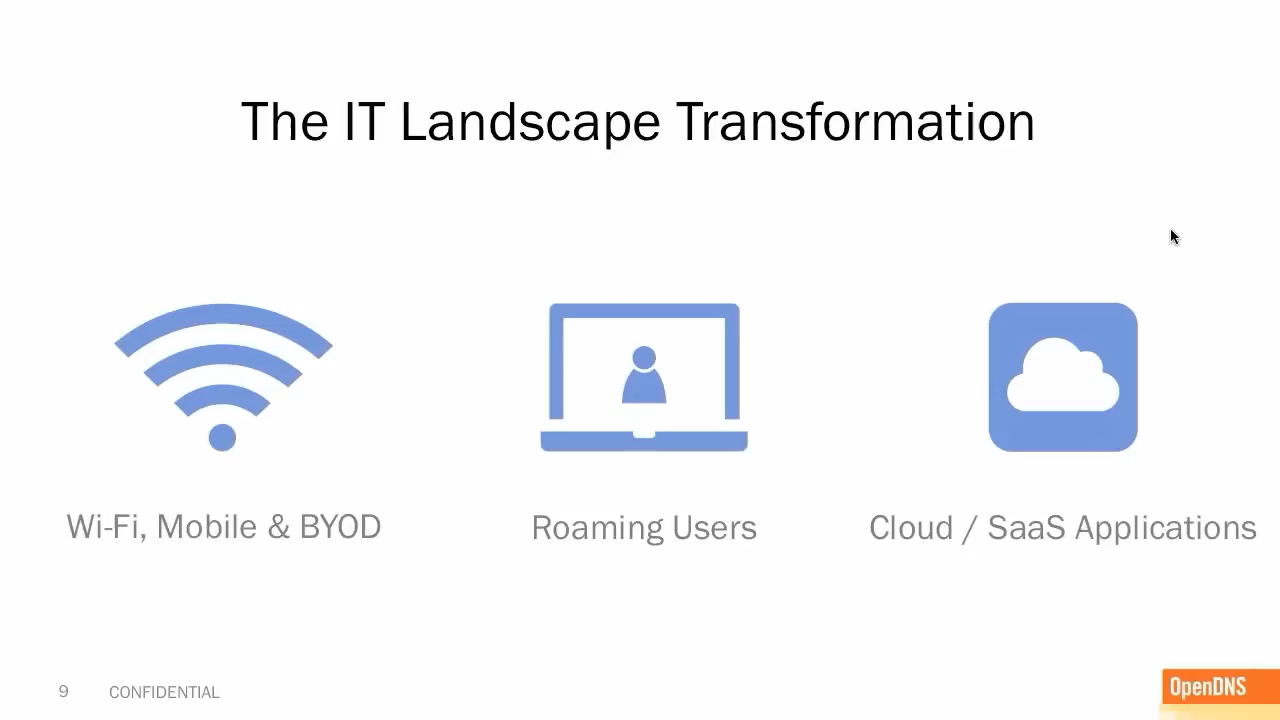 The IT Landscape Transformation
Wi-Fi, Mobile & BYOD
Roaming Users
Cloud / SaaS Applications
9 CONFIDENTIAL
OpenDNS